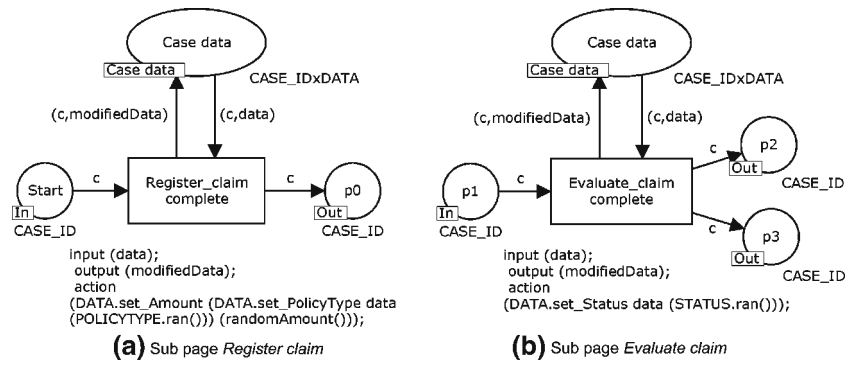 Case data
Case data
CASE_IDxDATA
(c,modifiedData)
(c,data)
Start
c
Register_claim
complete
c
p0
In
Out
CASE_ID
CASE_ID
input (data);
output (modifiedData);
action
(DATA.set_Amount (DATA.set_PolicyType data
(POLICYTYPE.ran())) (randomAmount()));
(a) Sub page Register claim
Case data
Case data
CASE_IDxDATA
(c,modifiedData)
(c,data)
p1
c
Evaluate_claim
complete
c
p2
Out
CASE_ID
In
CASE_ID
c
p3
Out
CASE_ID
input (data);
output (modifiedData);
action
(DATA.set_Status data (STATUS.ran()));
(b) Sub page Evaluate claim